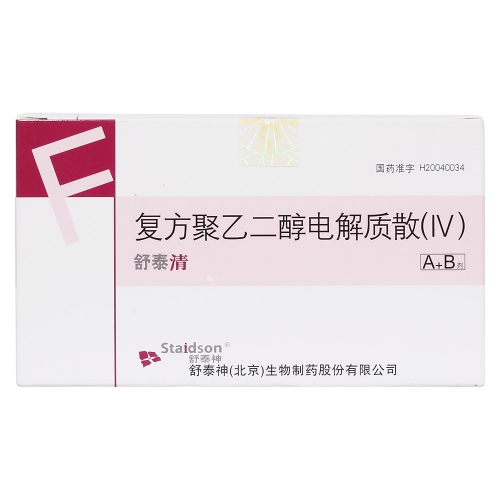 F
国药准字 H20040034
复方聚乙二醇电解质散(IV)
舒泰清
A+B剂
Staidson®
舒泰神
舒泰神(北京)生物制药股份有限公司